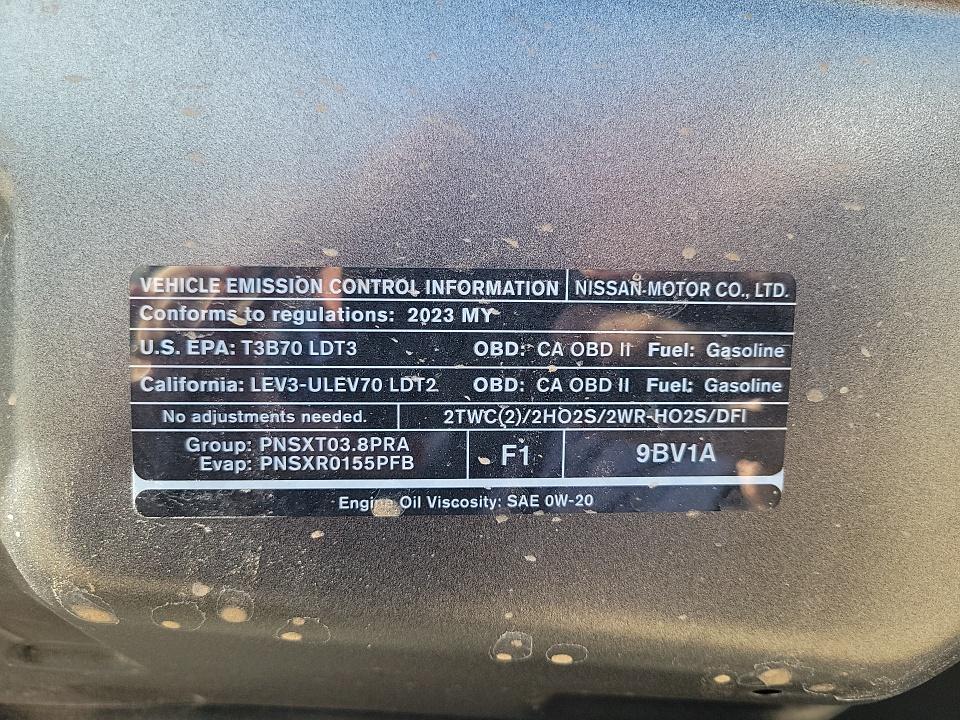 VEHICLE EMISSION CONTROL INFORMATION NISSAN MOTOR CO., LTD.
Conforms to regulations: 2023 MY
U.S. EPA: T3B70 LDT3 OBD: CA OBD II Fuel: Gasoline
California: LEV3-ULEV70 LDT2 OBD: CA OBD II Fuel: Gasoline
No adjustments needed. 2TWC(2)/2HO2S/2WR-HO2S/DFI
Group: PNSXT03.8PRA
Evap: PNSXR0155PFB
F1 9BV1A
Engine Oil Viscosity: SAE 0W-20